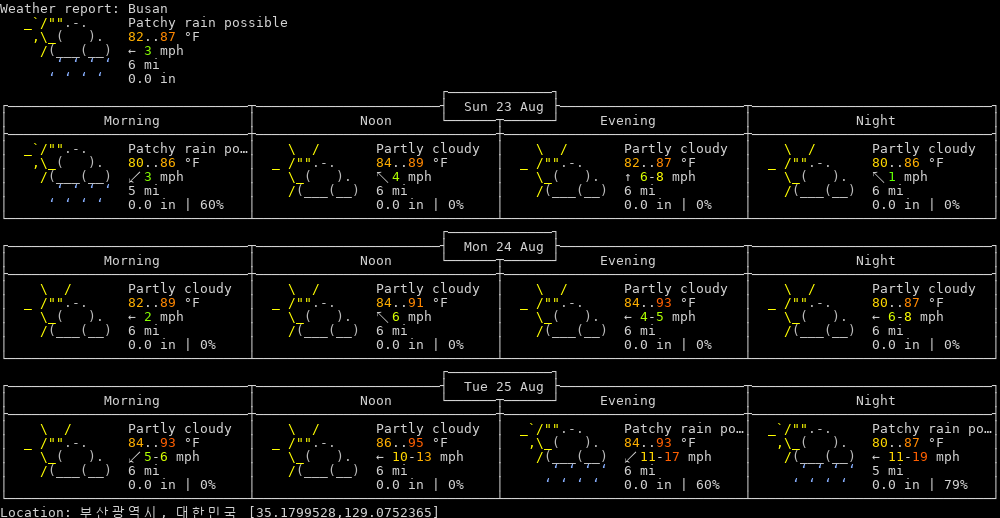 Weather report: Busan
Patchy rain possible
82..87 °F
← 3 mph
6 mi
0.0 in
Sun 23 Aug
Morning Noon Evening Night
Patchy rain po… Partly cloudy Partly cloudy Partly cloudy
80..86 °F 84..89 °F 82..87 °F 80..86 °F
↙ 3 mph ↖ 4 mph ↑ 6-8 mph ↖ 1 mph
5 mi 6 mi 6 mi 6 mi
0.0 in | 60% 0.0 in | 0% 0.0 in | 0% 0.0 in | 0%
Mon 24 Aug
Morning Noon Evening Night
Partly cloudy Partly cloudy Partly cloudy Partly cloudy
82..89 °F 84..91 °F 84..93 °F 80..87 °F
← 2 mph ↖ 6 mph ← 4-5 mph ← 6-8 mph
6 mi 6 mi 6 mi 6 mi
0.0 in | 0% 0.0 in | 0% 0.0 in | 0% 0.0 in | 0%
Tue 25 Aug
Morning Noon Evening Night
Partly cloudy Partly cloudy Patchy rain po… Patchy rain po…
84..93 °F 86..95 °F 84..93 °F 80..87 °F
↙ 5-6 mph ← 10-13 mph ↙ 11-17 mph ← 11-19 mph
6 mi 6 mi 6 mi 5 mi
0.0 in | 0% 0.0 in | 0% 0.0 in | 60% 0.0 in | 79%
Location: 부산광역시, 대한민국 [35.1799528,129.0752365]